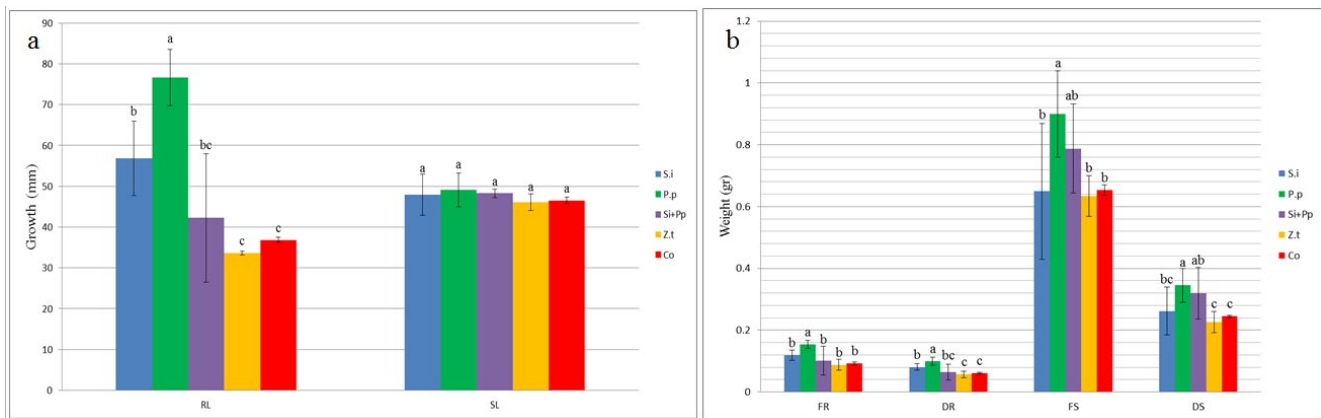 a
Growth (mm)
90
80
70
60
50
40
30
20
10
0
b
a
bc
c
c
a
a
a
a
a
RL
SL
S.i
P.p
Si+Pp
Z.t
Co
b
Weight (gr)
1.2
1
0.8
0.6
0.4
0.2
0
b
a
b
b
b
b
a
bc
c
c
b
a
ab
b
b
bc
a
ab
c
c
FR
DR
FS
DS
S.i
P.p
Si+Pp
Z.t
Co